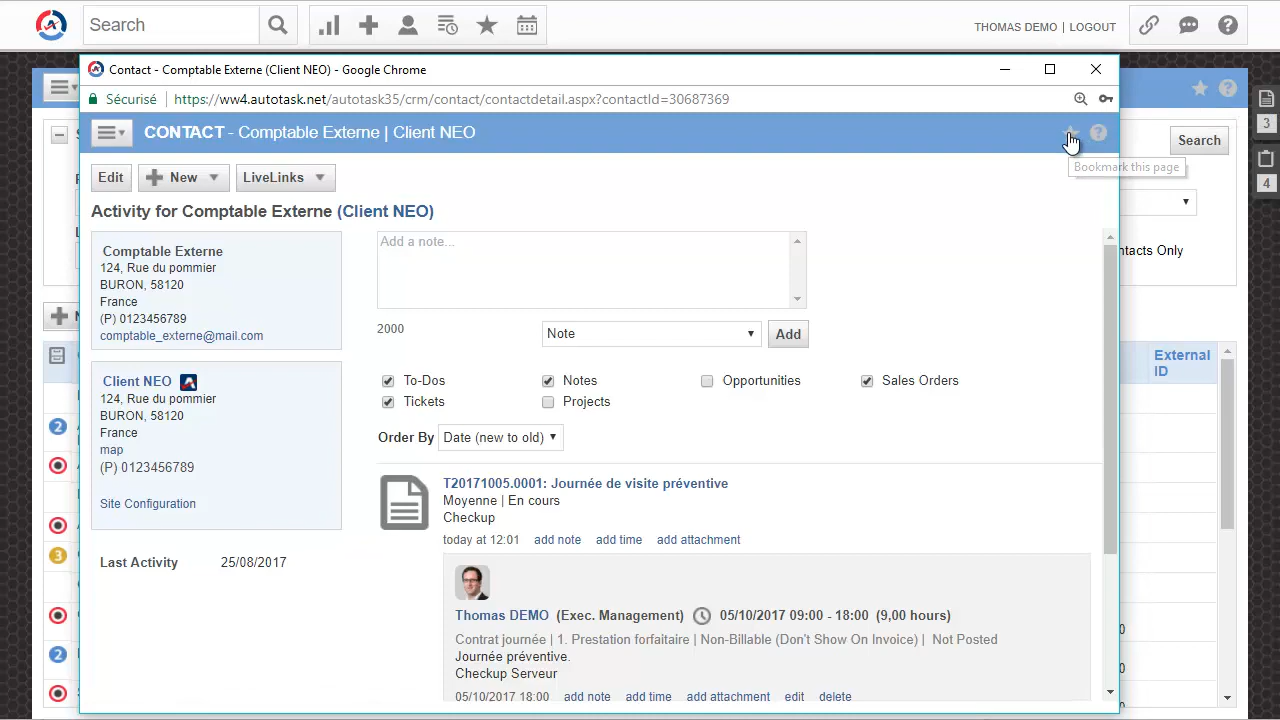 Search
THOMAS DEMO | LOGOUT
Contact - Comptable Externe (Client NEO) - Google Chrome
Sécurisé | https://ww4.autotask.net/autotask35/crm/contact/contactdetail.aspx?contactId=30687369
CONTACT - Comptable Externe | Client NEO
Bookmark this page
Search
3
4
Edit
New
LiveLinks
Activity for Comptable Externe (Client NEO)
Comptable Externe
124, Rue du pommier
BURON, 58120
France
(P) 0123456789
comptable_externe@mail.com
Client NEO
124, Rue du pommier
BURON, 58120
France
map
(P) 0123456789
Site Configuration
Last Activity 25/08/2017
Add a note...
2000
Note
Add
To-Dos
Notes
Opportunities
Sales Orders
Tickets
Projects
Order By Date (new to old)
T20171005.0001: Journée de visite préventive
Moyenne | En cours
Checkup
today at 12:01 add note add time add attachment
Thomas DEMO (Exec. Management) 05/10/2017 09:00 - 18:00 (9,00 hours)
Contrat journée | 1. Prestation forfaitaire | Non-Billable (Don't Show On Invoice) | Not Posted
Journée préventive.
Checkup Serveur
05/10/2017 18:00 add note add time add attachment edit delete
ntacts Only
External
ID
2
3
2